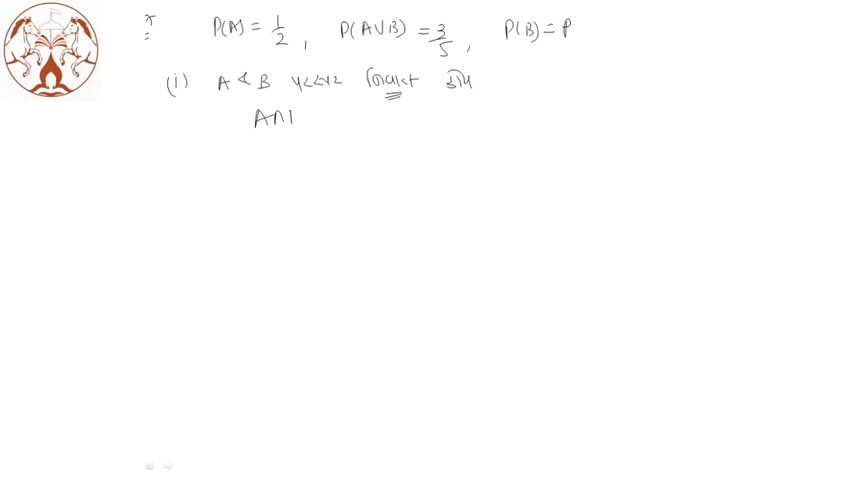 P(A) = 1/2, P(A∪B) = 3/5, P(B) = P
(i) A & B પરસ્પર નિવારક હોય
A∩